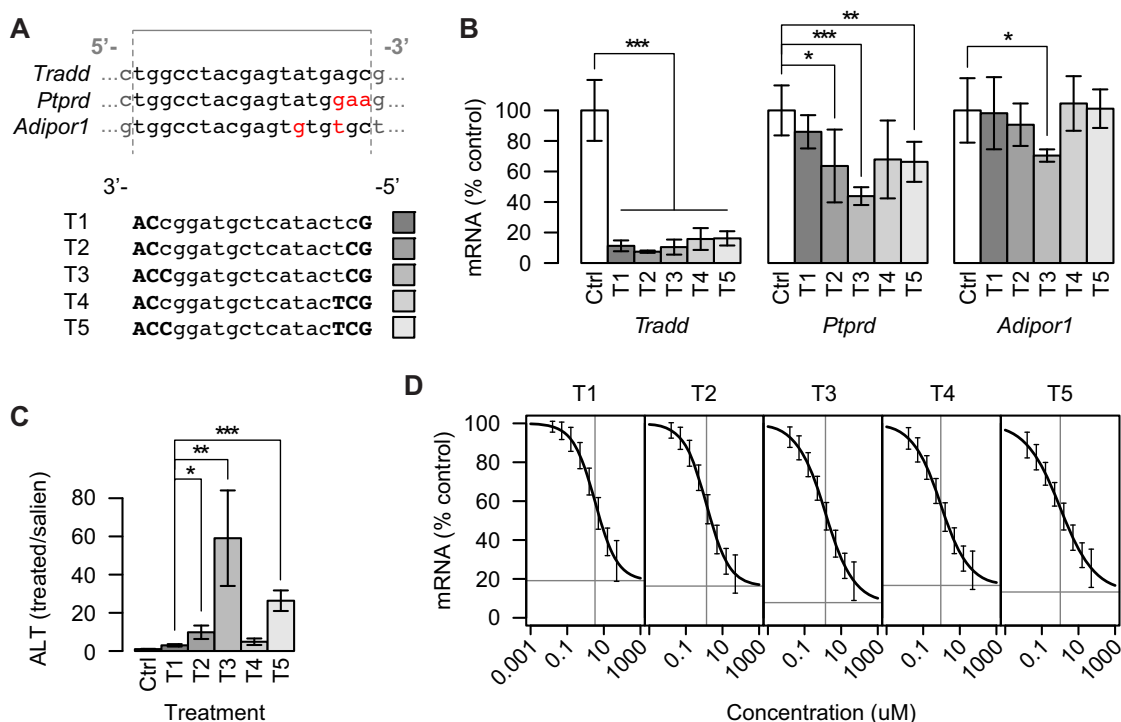 A
5’-
-3’
Tradd ...ctggcctacgagtatgagcg...
Ptprd ...ctggcctacgagtatggaag...
Adipor1 ...gtggcctacgagtgtgtgct...
3’-
-5’
T1 ACcggatgctcatactcG
T2 ACcggatgctcatactCG
T3 ACCggatgctcatactCG
T4 ACcggatgctcatacTCG
T5 ACCggatgctcatacTCG
B
mRNA (% control)
100
80
60
40
20
0
***
Ctrl T1 T2 T3 T4 T5
Tradd
**
***
*
Ctrl T1 T2 T3 T4 T5
Ptprd
*
Ctrl T1 T2 T3 T4 T5
Adipor1
C
ALT (treated/salien)
80
60
40
20
0
***
**
*
Ctrl T1 T2 T3 T4 T5
Treatment
D
T1 T2 T3 T4 T5
mRNA (% control)
100
80
60
40
20
0
0.001 0.1 10 1000 0.1 10 1000 0.1 10 1000 0.1 10 1000 0.1 10 1000
Concentration (uM)